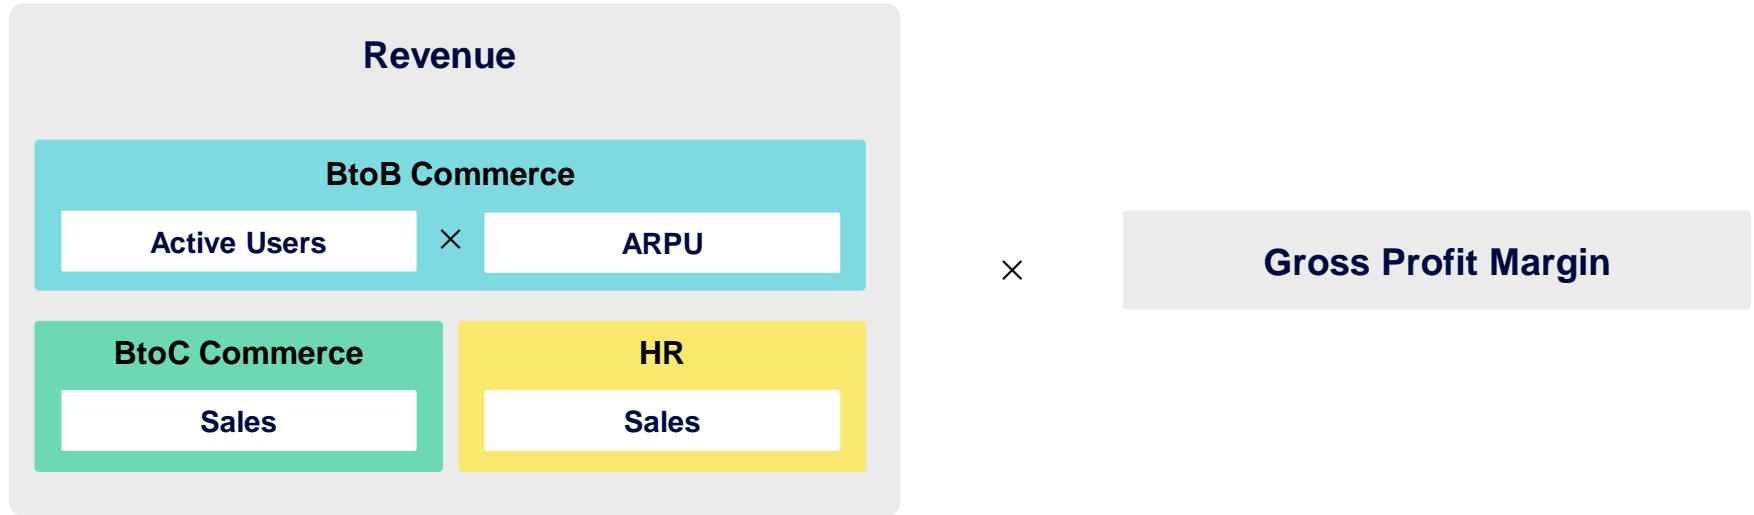 Revenue
BtoB Commerce
Active Users × ARPU
× Gross Profit Margin
BtoC Commerce
Sales
HR
Sales